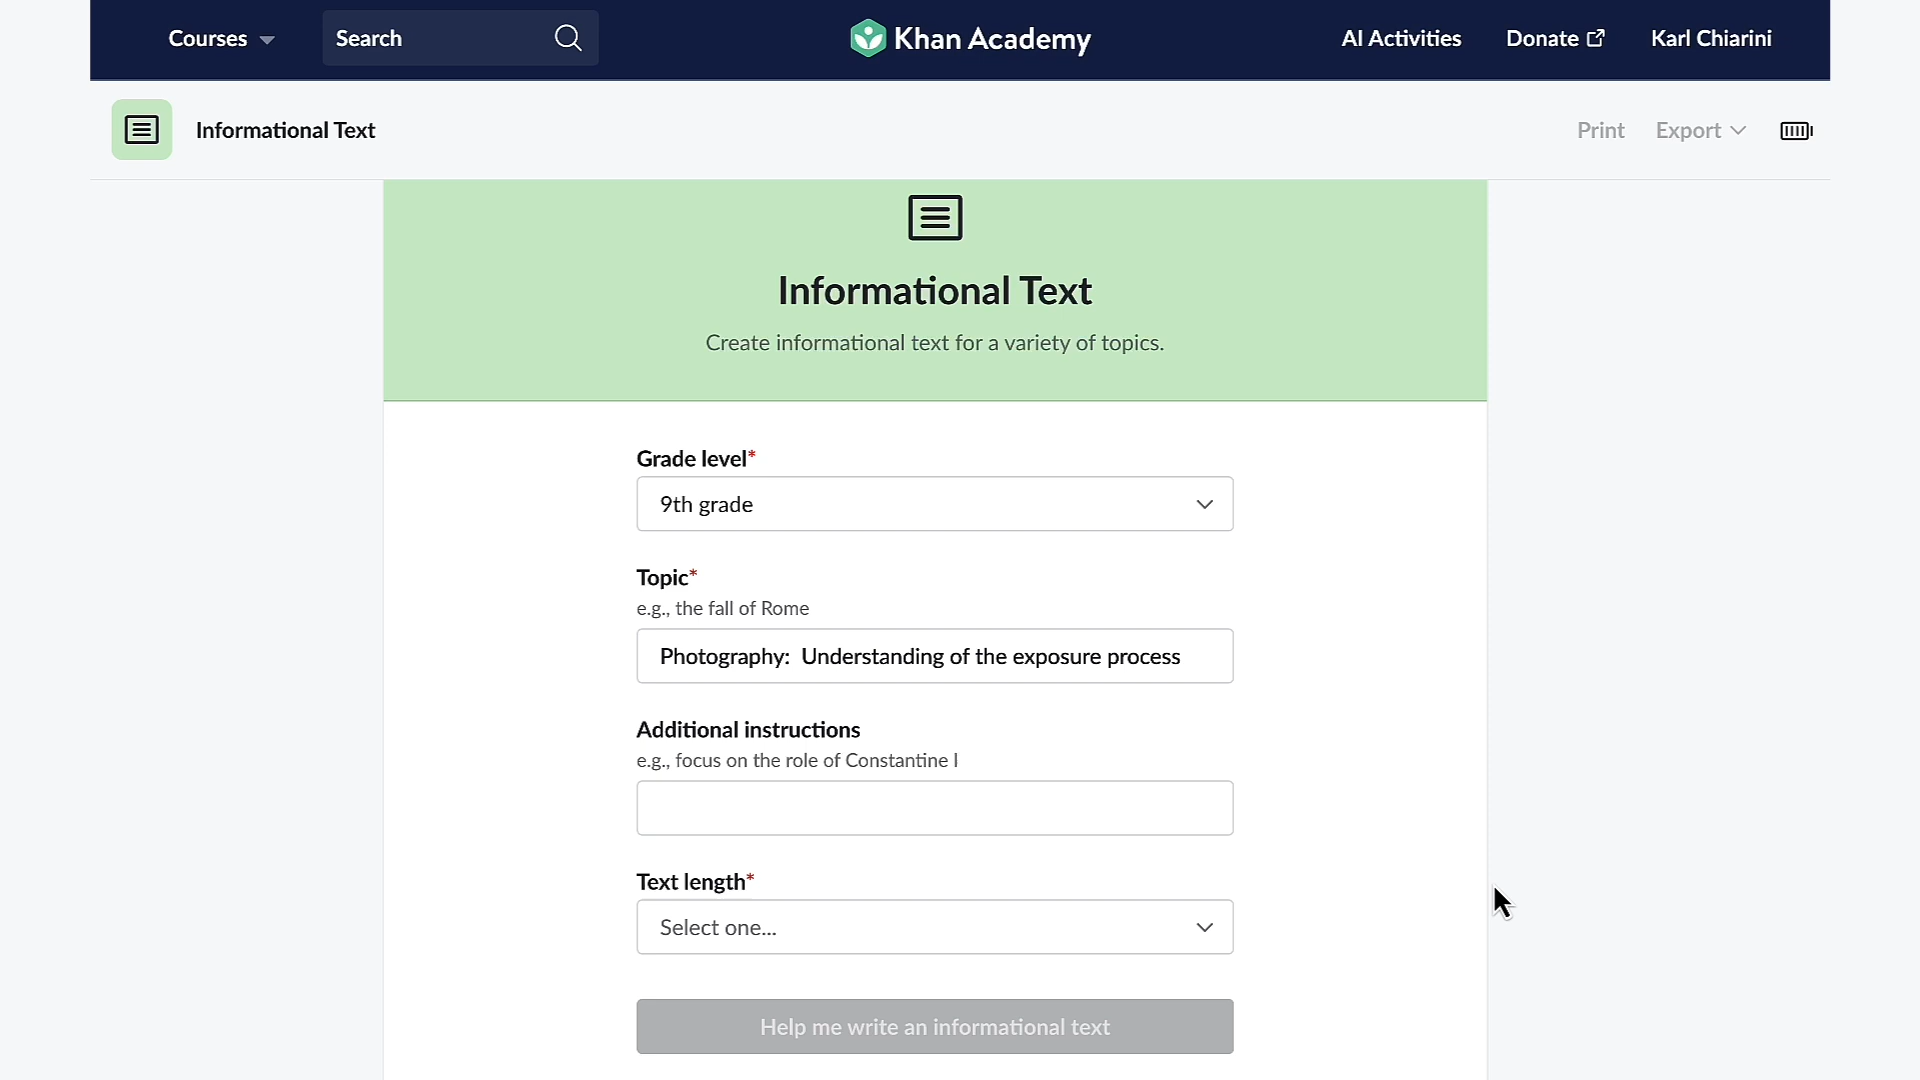 Courses
Search
Khan Academy
AI Activities
Donate
Karl Chiarini
Informational Text
Print
Export
Informational Text
Create informational text for a variety of topics.
Grade level*
9th grade
Topic*
e.g., the fall of Rome
Photography:  Understanding of the exposure process
Additional instructions
e.g., focus on the role of Constantine I
Text length*
Select one...
Help me write an informational text